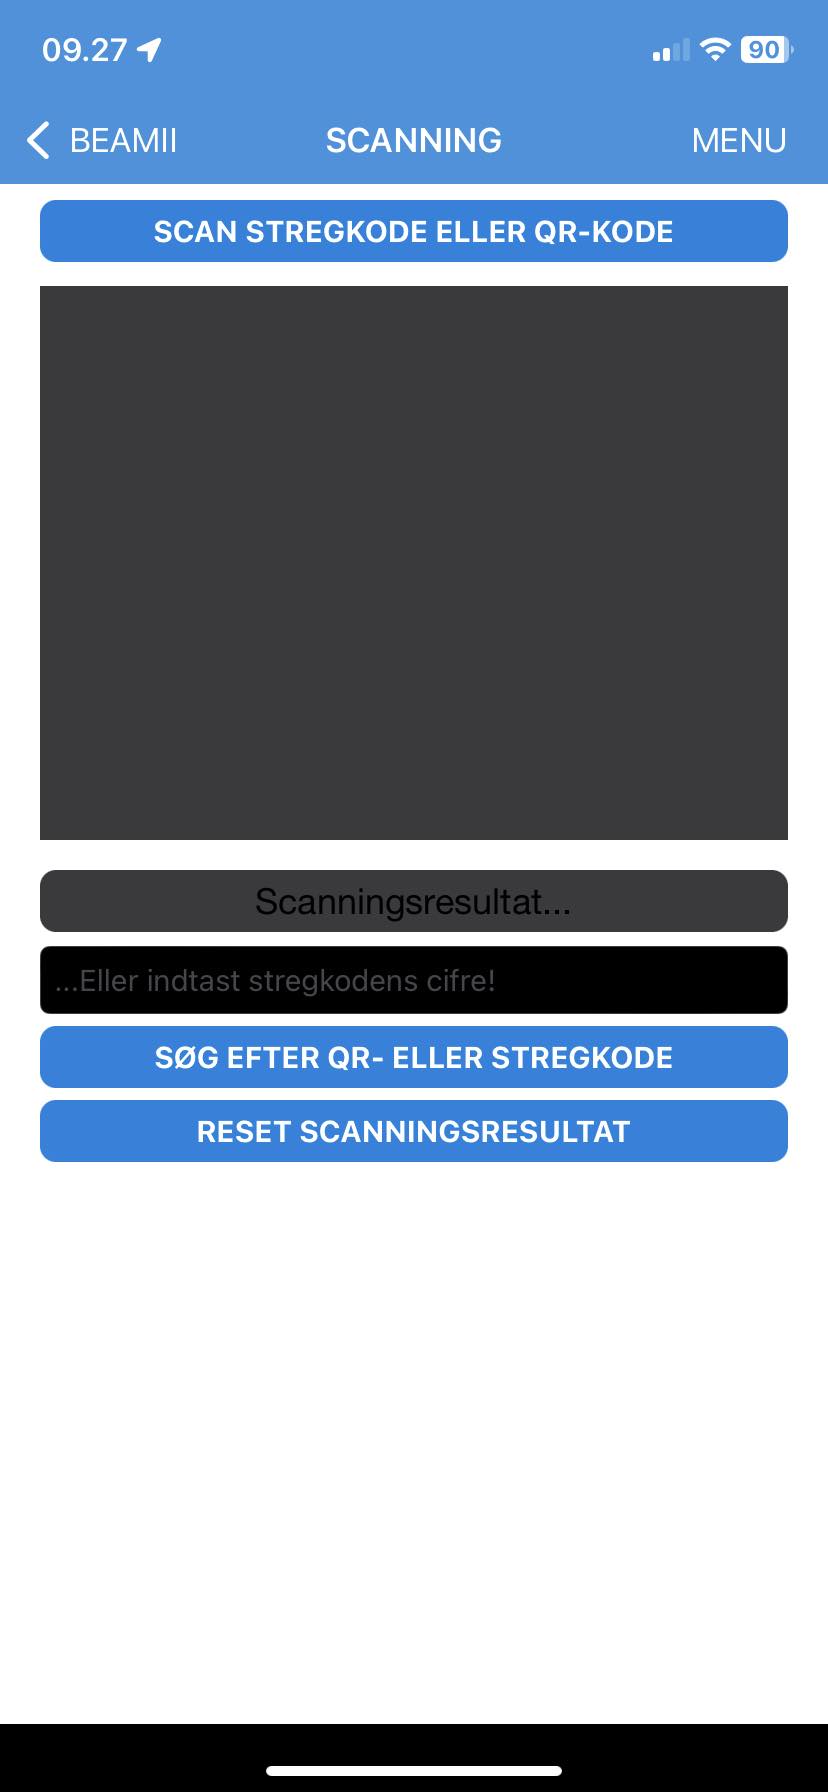 09.27
90
BEAMII
SCANNING
MENU
SCAN STREGKODE ELLER QR-KODE
Scanningsresultat...
...Eller indtast stregkodens cifre!
SØG EFTER QR- ELLER STREGKODE
RESET SCANNINGSRESULTAT